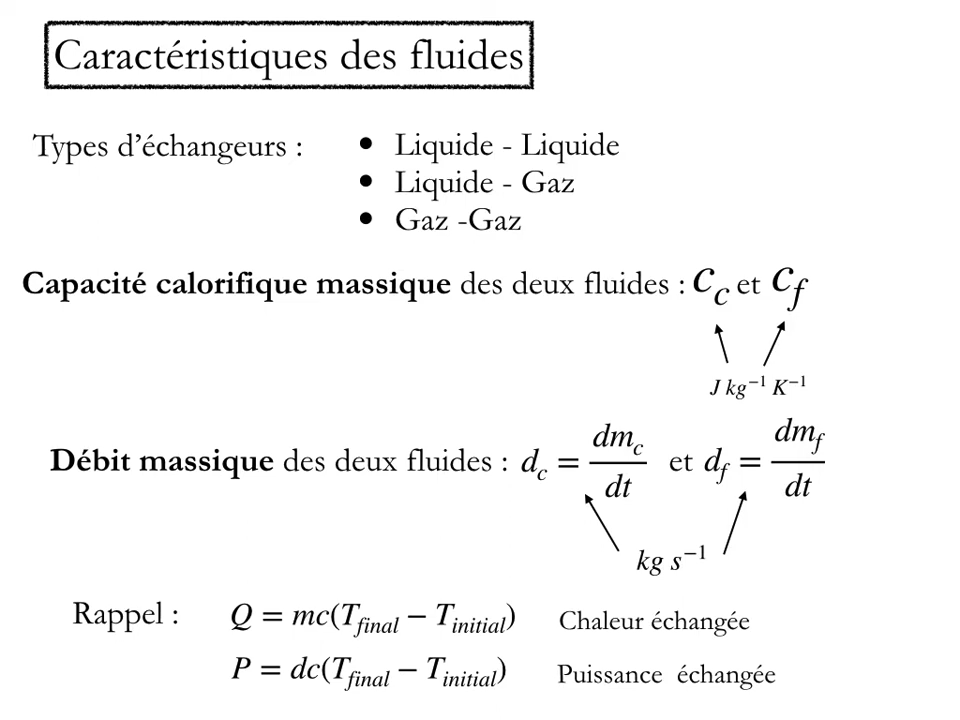 Caractéristiques des fluides
Types d'échangeurs :
• Liquide - Liquide
• Liquide - Gaz
• Gaz -Gaz
Capacité calorifique massique des deux fluides : c_c et c_f
J kg⁻¹ K⁻¹
Débit massique des deux fluides : d_c = dm_c/dt et d_f = dm_f/dt
kg s⁻¹
Rappel : Q = mc(T_final − T_initial) Chaleur échangée
P = dc(T_final − T_initial) Puissance échangée